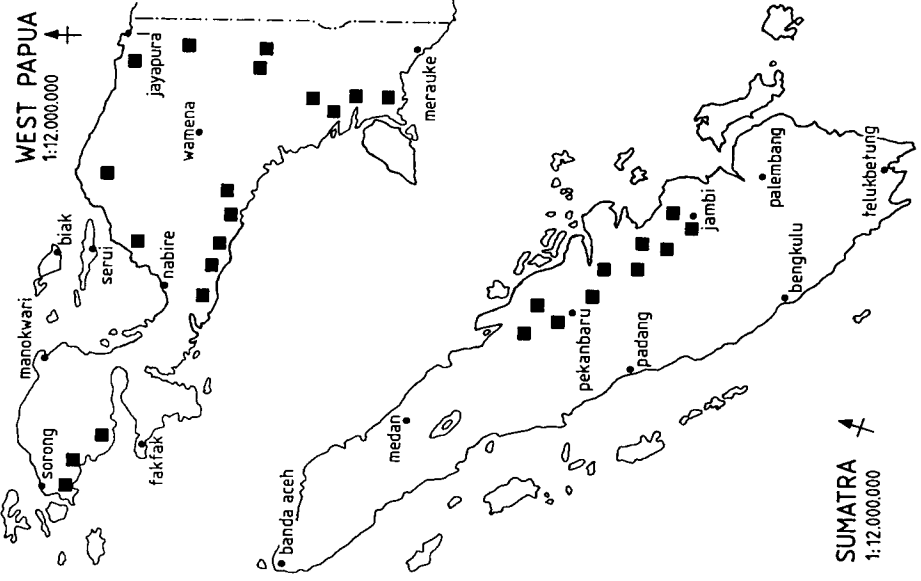 WEST PAPUA
1:12.000.000
sorong
manokwari
biak
serui
fakfak
nabire
wamena
jayapura
merauke
banda aceh
medan
pekanbaru
padang
jambi
palembang
bengkulu
telukbetung
SUMATRA
1:12.000.000